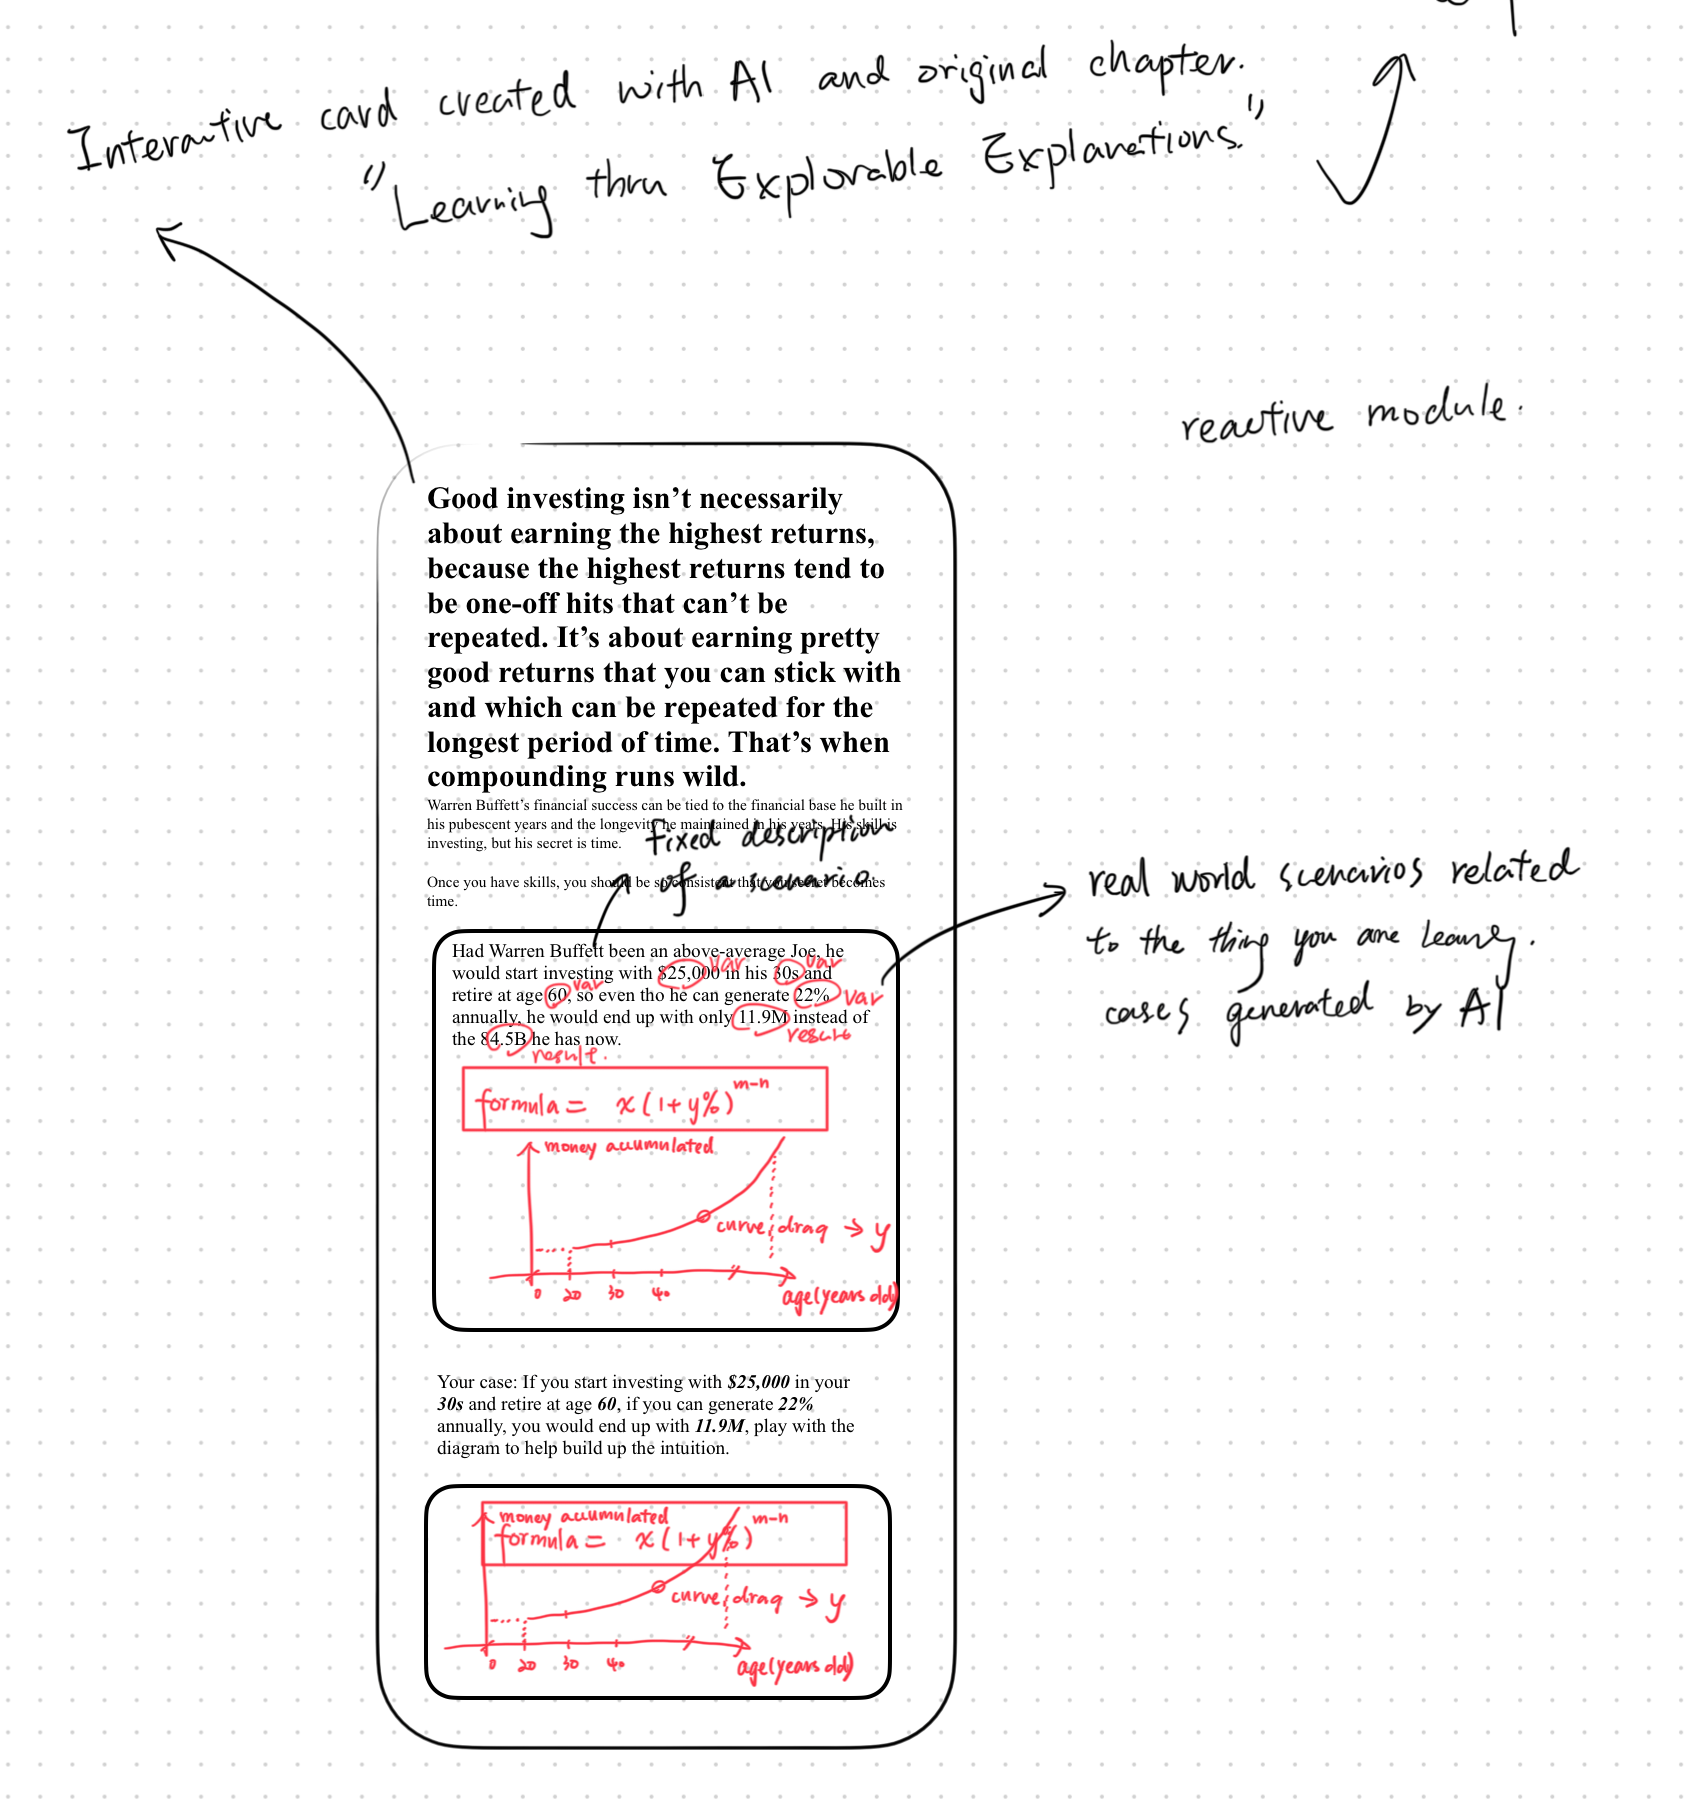 Interactive card created with AI and original chapter.
"Learning thru Explorable Explanations."
reactive module.
Good investing isn’t necessarily
about earning the highest returns,
because the highest returns tend to
be one-off hits that can’t be
repeated. It’s about earning pretty
good returns that you can stick with
and which can be repeated for the
longest period of time. That’s when
compounding runs wild.
Warren Buffett’s financial success can be tied to the financial base he built in
his pubescent years and the longevity he maintained in his years. His skill is
investing, but his secret is time.
fixed description
of a scenario.
Once you have skills, you should be so consistent that your secret becomes
time.
real world scenarios related
to the thing you are learng.
cases generated by AI
Had Warren Buffett been an above-average Joe, he
would start investing with $25,000 in his 30s and
retire at age 60, so even tho he can generate 22%
annually, he would end up with only 11.9M instead of
the 84.5B he has now.
var
var
var
var
result
result.
formula = x(1+y%)^m-n
money accumulated
curve drag → y
0 20 30 40
age(years old)
Your case: If you start investing with $25,000 in your
30s and retire at age 60, if you can generate 22%
annually, you would end up with 11.9M, play with the
diagram to help build up the intuition.
money accumulated
formula = x(1+y%)^m-n
curve drag → y
0 20 30 40
age(years old)